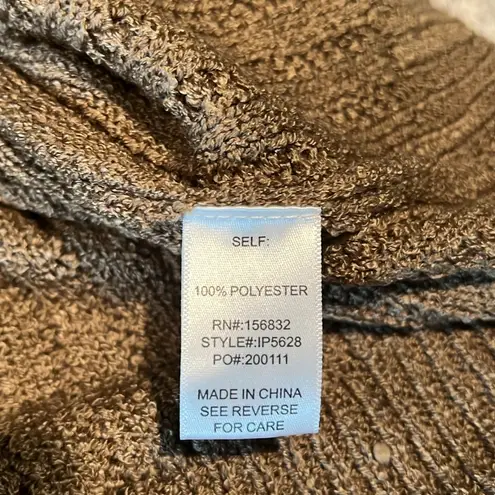 SELF:
100% POLYESTER
RN#:156832
STYLE#:IP5628
PO#:200111
MADE IN CHINA
SEE REVERSE
FOR CARE